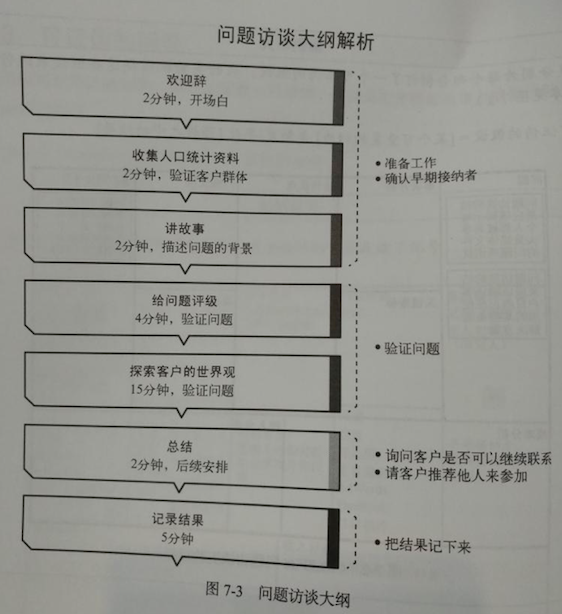 问题访谈大纲解析
欢迎辞
2分钟，开场白
收集人口统计资料
2分钟，验证客户群体
• 准备工作
• 确认早期接纳者
讲故事
2分钟，描述问题的背景
给问题评级
4分钟，验证问题
• 验证问题
探索客户的世界观
15分钟，验证问题
总结
2分钟，后续安排
• 询问客户是否可以继续联系
• 请客户推荐他人来参加
记录结果
5分钟
• 把结果记下来
图 7-3 问题访谈大纲